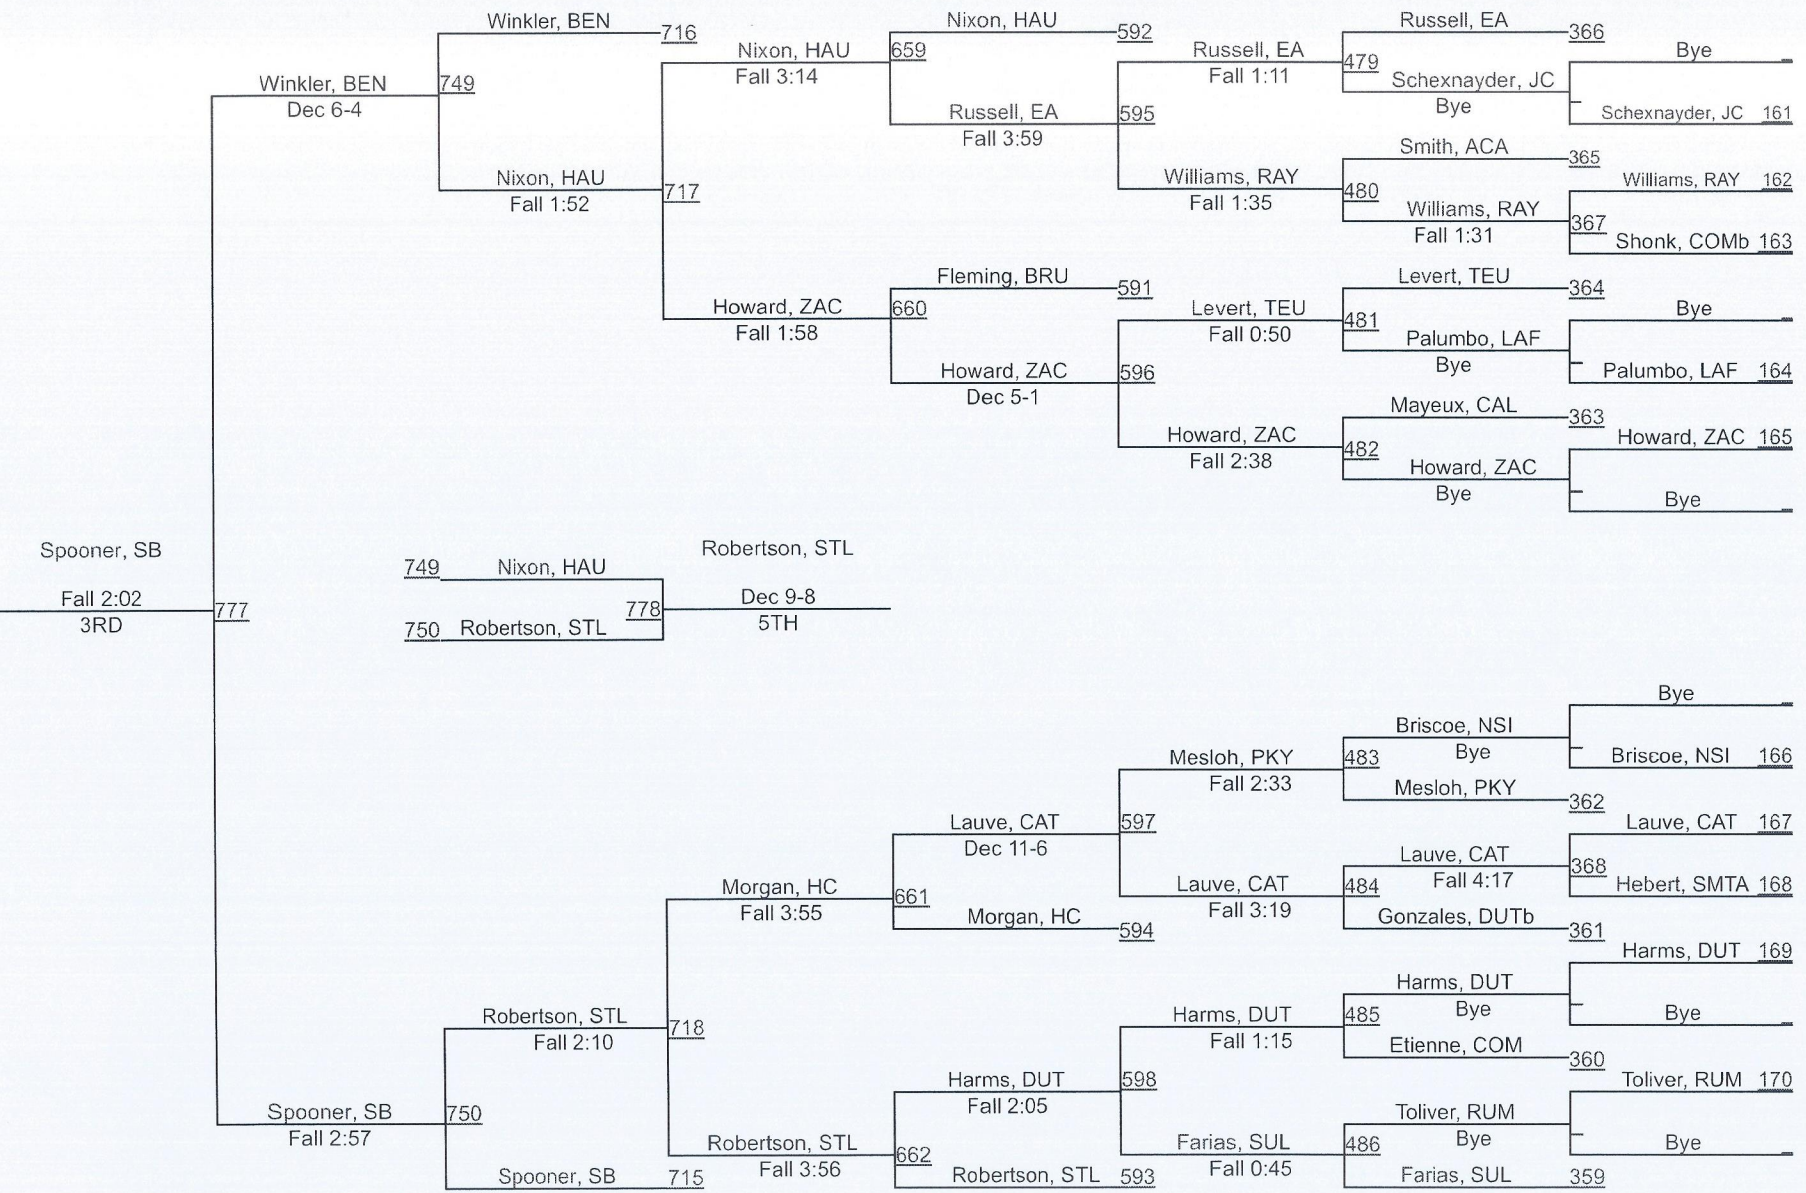 Winkler, BEN 716
Nixon, HAU 592
Russell, EA 366
Nixon, HAU 659
Fall 3:14
Russell, EA 479
Fall 1:11
Bye
Winkler, BEN 749
Dec 6-4
Schexnayder, JC
Bye
Russell, EA 595
Fall 3:59
Schexnayder, JC 161
Smith, ACA 365
Nixon, HAU 717
Fall 1:52
Williams, RAY 480
Fall 1:35
Williams, RAY 162
Williams, RAY 367
Fall 1:31
Shonk, COMb 163
Fleming, BRU 591
Levert, TEU 364
Howard, ZAC 660
Fall 1:58
Levert, TEU 481
Fall 0:50
Bye
Palumbo, LAF
Bye
Howard, ZAC 596
Dec 5-1
Palumbo, LAF 164
Mayeux, CAL 363
Howard, ZAC 482
Fall 2:38
Howard, ZAC 165
Howard, ZAC
Bye
Bye
Spooner, SB
Fall 2:02 777
3RD
749 Nixon, HAU
750 Robertson, STL
778
Robertson, STL
Dec 9-8
5TH
Bye
Briscoe, NSI
Bye
Mesloh, PKY 483
Fall 2:33
Briscoe, NSI 166
Mesloh, PKY 362
Lauve, CAT 597
Dec 11-6
Lauve, CAT 167
Lauve, CAT 368
Fall 4:17
Morgan, HC 661
Fall 3:55
Lauve, CAT 484
Fall 3:19
Hebert, SMTA 168
Morgan, HC 594
Gonzales, DUTb 361
Harms, DUT 169
Harms, DUT
Bye
Robertson, STL 718
Fall 2:10
Harms, DUT 485
Fall 1:15
Bye
Etienne, COM 360
Harms, DUT 598
Fall 2:05
Toliver, RUM 170
Spooner, SB 750
Fall 2:57
Toliver, RUM
Bye
Robertson, STL 662
Fall 3:56
Farias, SUL 486
Fall 0:45
Bye
Spooner, SB 715
Robertson, STL 593
Farias, SUL 359